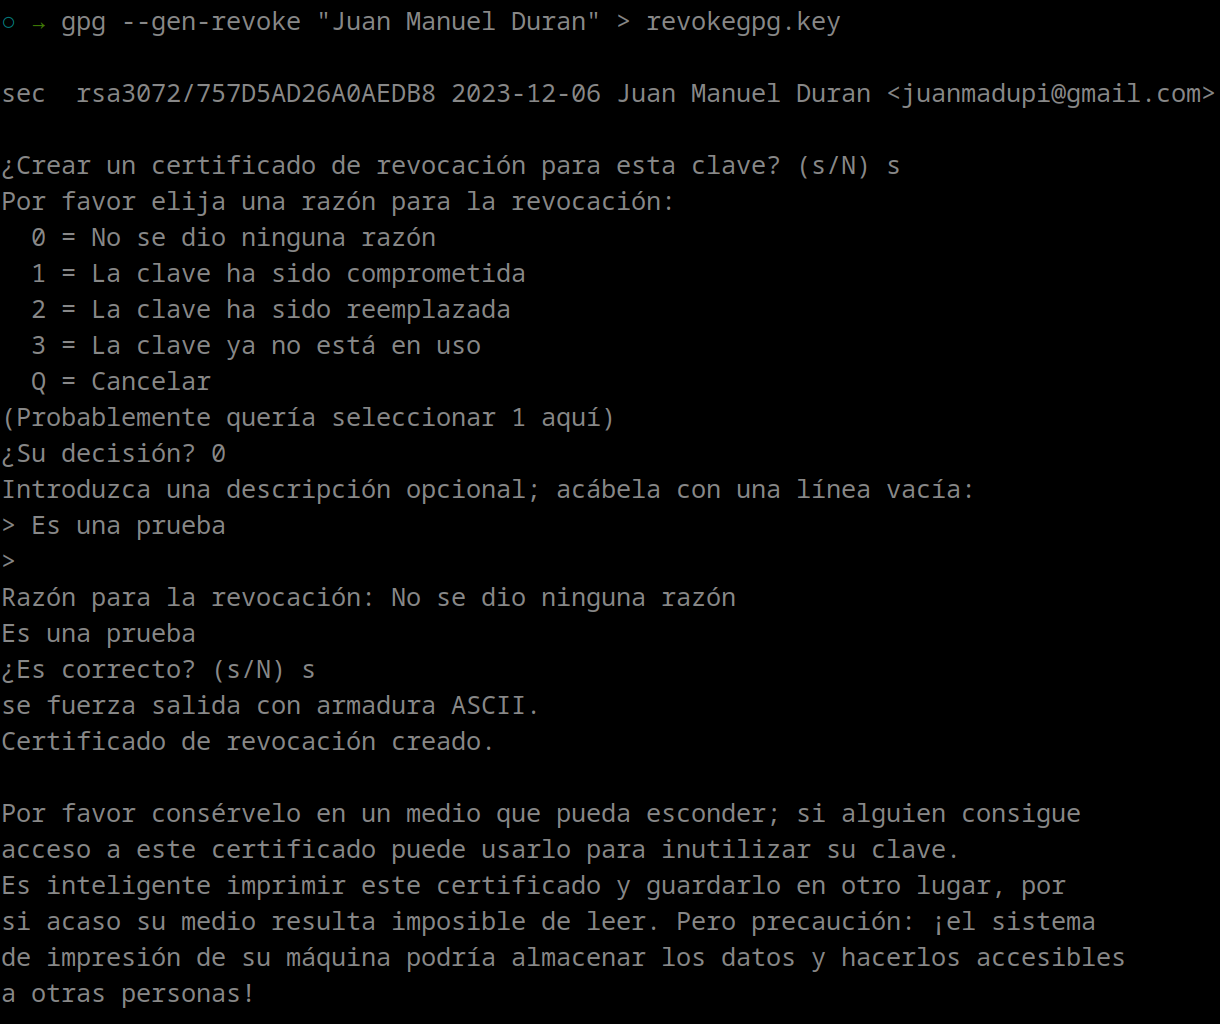 ○ → gpg --gen-revoke "Juan Manuel Duran" > revokegpg.key
sec  rsa3072/757D5AD26A0AEDB8 2023-12-06 Juan Manuel Duran <juanmadupi@gmail.com>
¿Crear un certificado de revocación para esta clave? (s/N) s
Por favor elija una razón para la revocación:
  0 = No se dio ninguna razón
  1 = La clave ha sido comprometida
  2 = La clave ha sido reemplazada
  3 = La clave ya no está en uso
  Q = Cancelar
(Probablemente quería seleccionar 1 aquí)
¿Su decisión? 0
Introduzca una descripción opcional; acábela con una línea vacía:
> Es una prueba
>
Razón para la revocación: No se dio ninguna razón
Es una prueba
¿Es correcto? (s/N) s
se fuerza salida con armadura ASCII.
Certificado de revocación creado.
Por favor consérvelo en un medio que pueda esconder; si alguien consigue
acceso a este certificado puede usarlo para inutilizar su clave.
Es inteligente imprimir este certificado y guardarlo en otro lugar, por
si acaso su medio resulta imposible de leer. Pero precaución: ¡el sistema
de impresión de su máquina podría almacenar los datos y hacerlos accesibles
a otras personas!